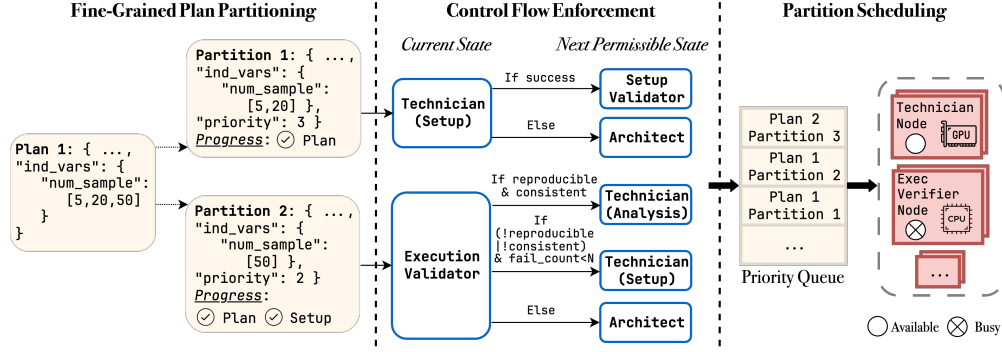 Fine-Grained Plan Partitioning
Plan 1: { ...,
"ind_vars": {
"num_sample":
[5,20,50]
}
}
Partition 1: { ...,
"ind_vars": {
"num_sample":
[5,20] },
"priority": 3 }
Progress: Plan
Partition 2: { ...,
"ind_vars": {
"num_sample":
[50] },
"priority": 2 }
Progress:
Plan Setup
Control Flow Enforcement
Current State
Next Permissible State
Technician
(Setup)
If success
Setup
Validator
Else
Architect
Execution
Validator
If reproducible
& consistent
Technician
(Analysis)
If
(!reproducible
|!consistent)
& fail_count<N
Technician
(Setup)
Else
Architect
Partition Scheduling
Plan 2
Partition 3
Plan 1
Partition 2
Plan 1
Partition 1
...
Priority Queue
Technician
Node
GPU
Exec
Verifier
Node
CPU
...
Available
Busy